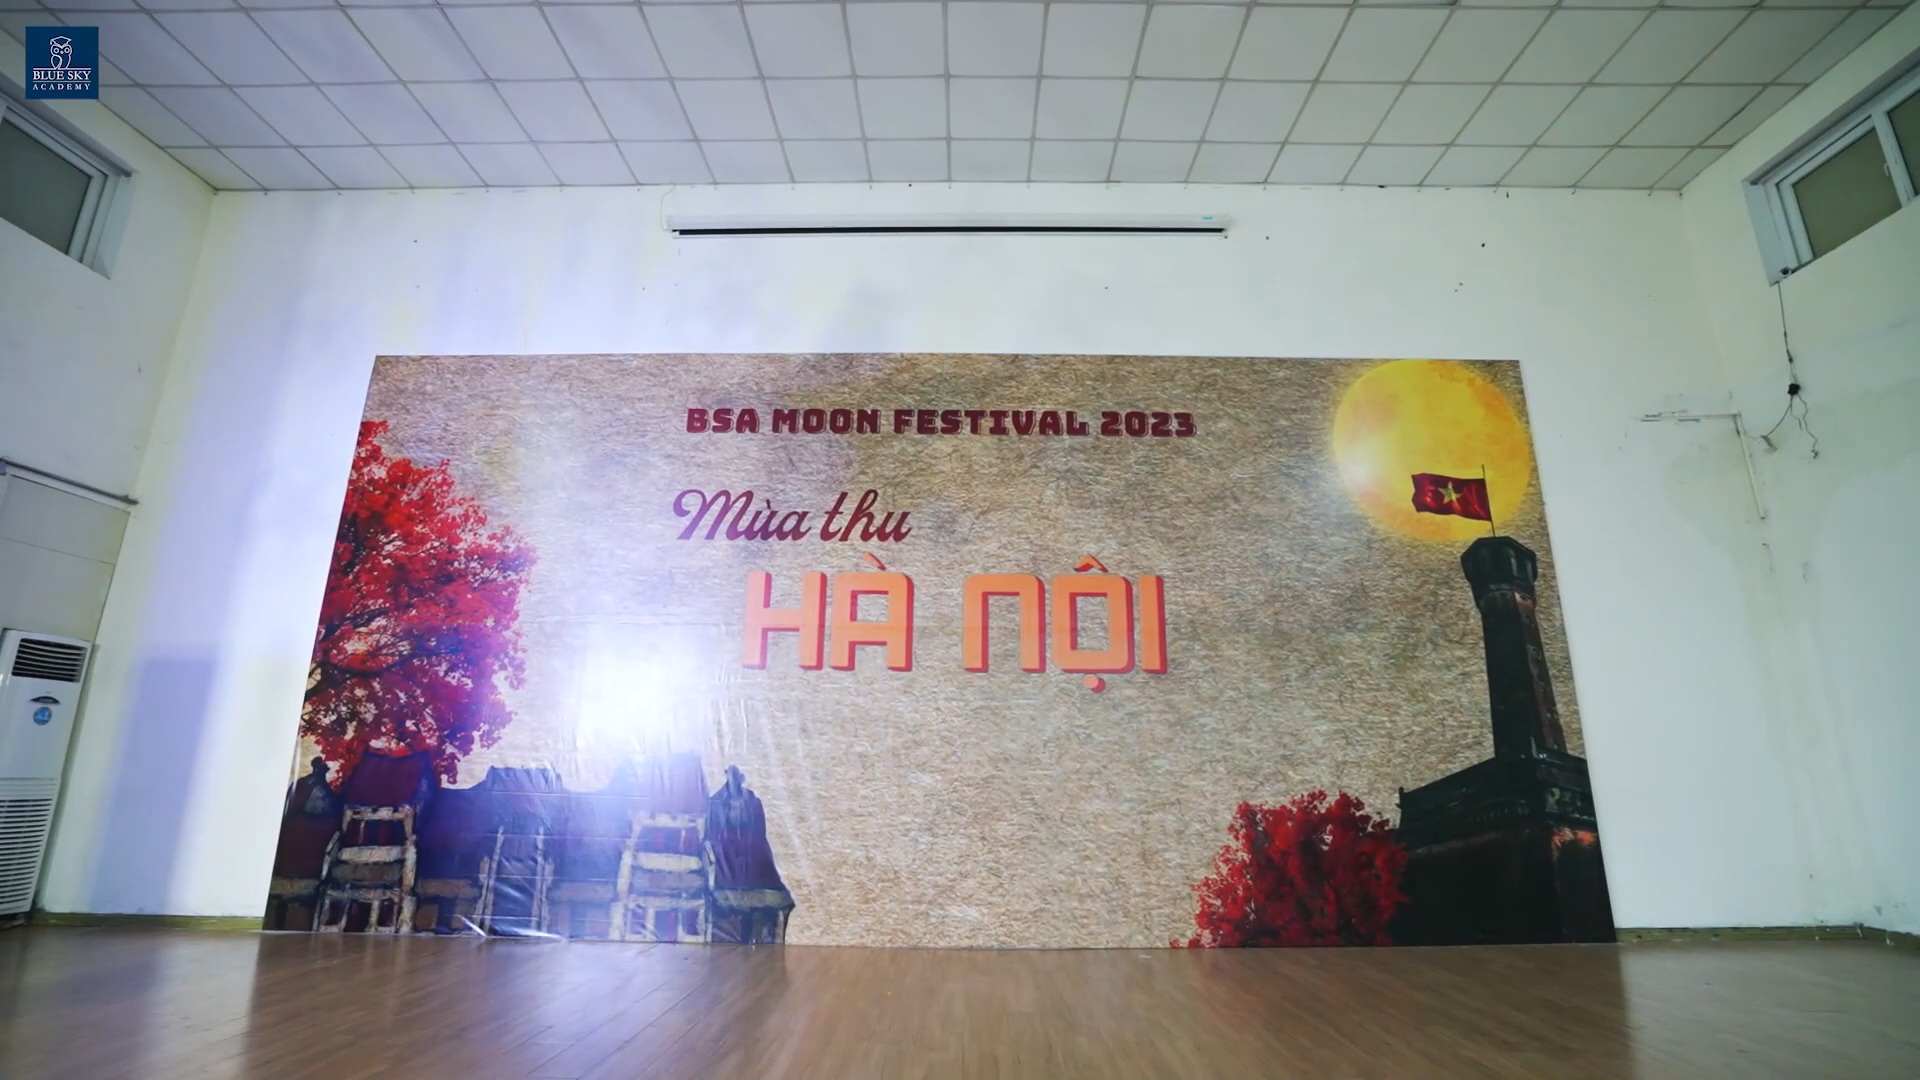 BLUE SKY
ACADEMY
BSA MOON FESTIVAL 2023
Mùa thu
HÀ NỘI